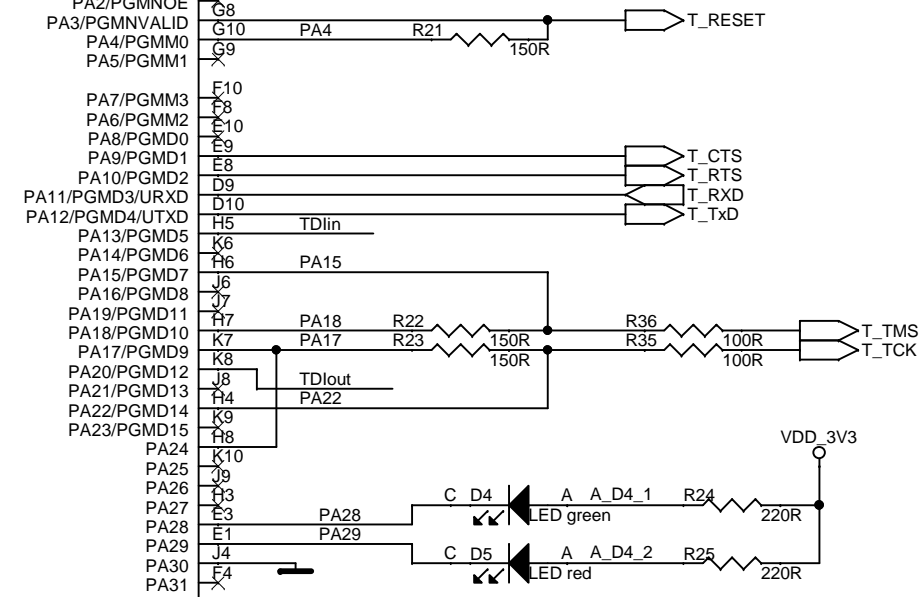 PA2/PGMNOE
PA3/PGMNVALID G8 T_RESET
PA4/PGMM0 G10 PA4 R21 150R
PA5/PGMM1 G9
PA7/PGMM3 F10
PA6/PGMM2 F8
PA8/PGMD0 E10
PA9/PGMD1 E9 T_CTS
PA10/PGMD2 E8 T_RTS
PA11/PGMD3/URXD D9 T_RXD
PA12/PGMD4/UTXD D10 T_TxD
PA13/PGMD5 H5 TDIin
PA14/PGMD6 K6
PA15/PGMD7 H6 PA15
PA16/PGMD8 J6
PA19/PGMD11 J7
PA18/PGMD10 H7 PA18 R22 150R R36 100R T_TMS
PA17/PGMD9 K7 PA17 R23 150R R35 100R T_TCK
PA20/PGMD12 K8 TDIout
PA21/PGMD13 J8
PA22/PGMD14 H4 PA22
PA23/PGMD15 K9
PA24 H8
PA25 K10
PA26 J9
PA27 H3
PA28 E3 PA28
PA29 E1 PA29
PA30 J4
PA31 F4
VDD_3V3
C D4 A A_D4_1 R24
LED green 220R
C D5 A A_D4_2 R25
LED red 220R